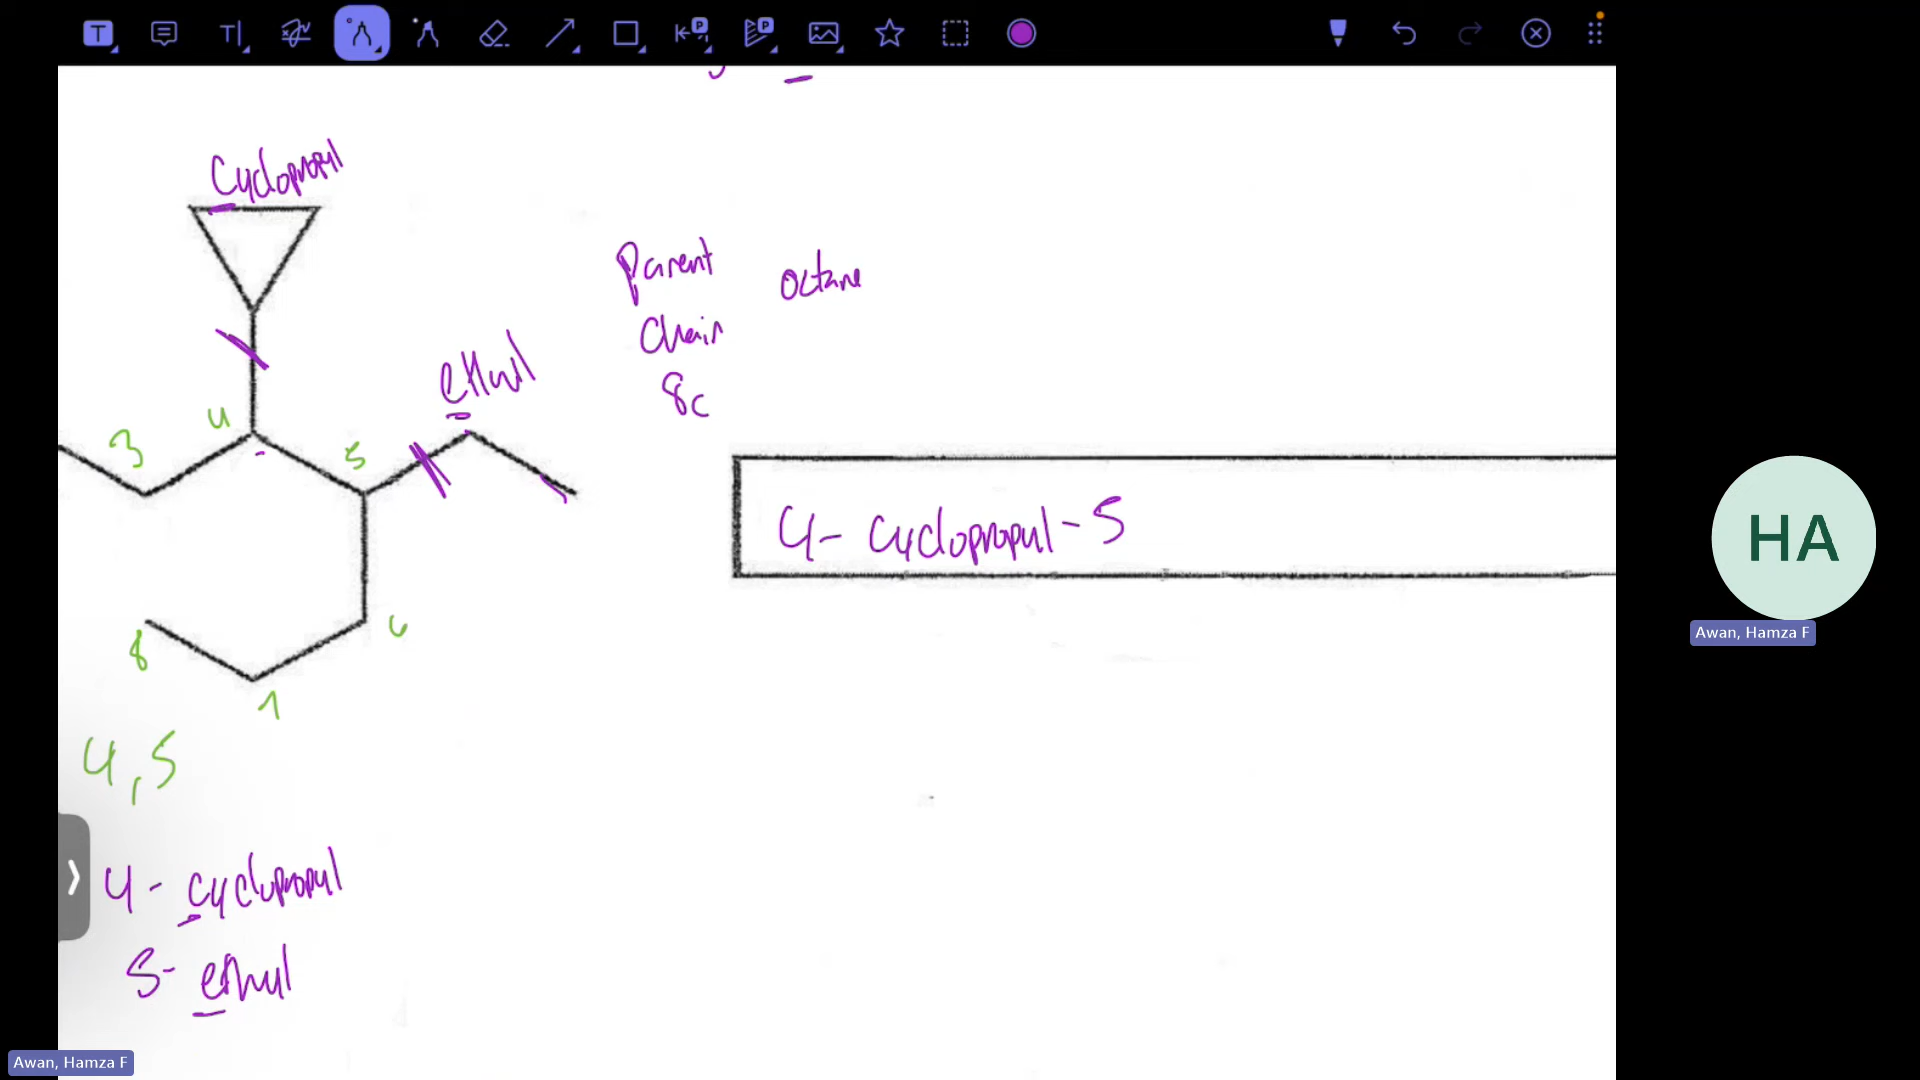 Cyclopropyl
Parent octane
Chain
8c
ethyl
3 4 5
4- cyclopropyl-5
8 7 6
4,5
4- cyclopropyl
5- ethyl
HA
Awan, Hamza F
Awan, Hamza F